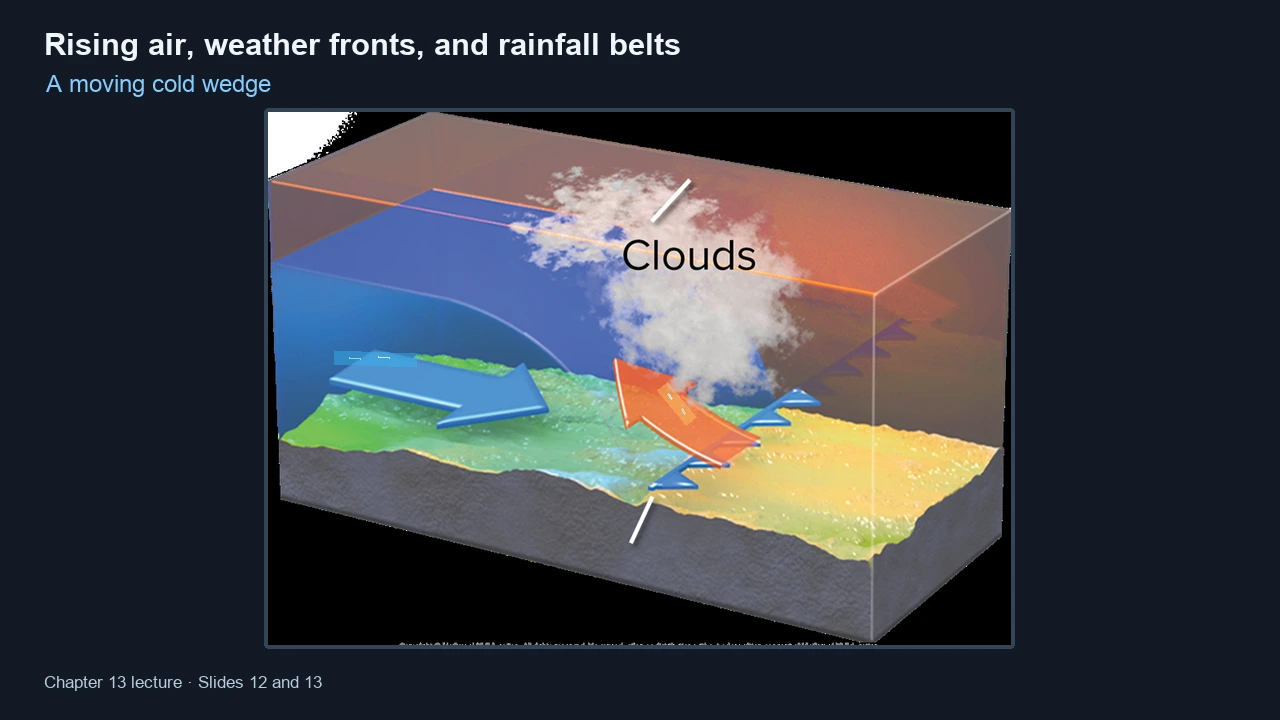 Rising air, weather fronts, and rainfall belts
A moving cold wedge
Clouds
Chapter 13 lecture · Slides 12 and 13